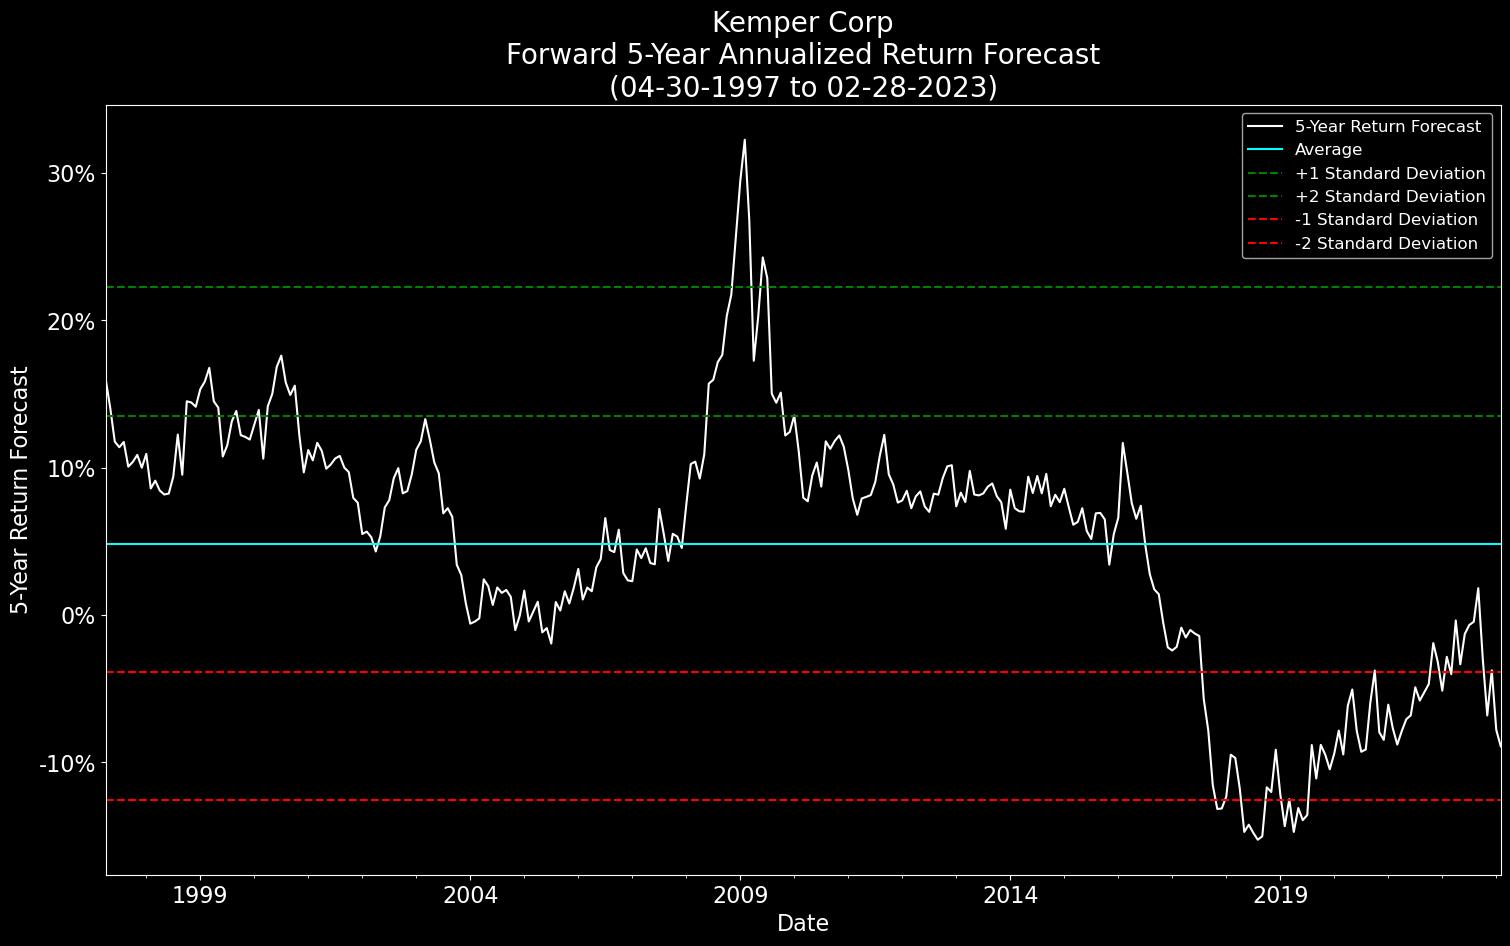 Kemper Corp
Forward 5-Year Annualized Return Forecast
(04-30-1997 to 02-28-2023)
5-Year Return Forecast
Average
+1 Standard Deviation
+2 Standard Deviation
-1 Standard Deviation
-2 Standard Deviation
5-Year Return Forecast
30%
20%
10%
0%
-10%
1999
2004
2009
2014
2019
Date